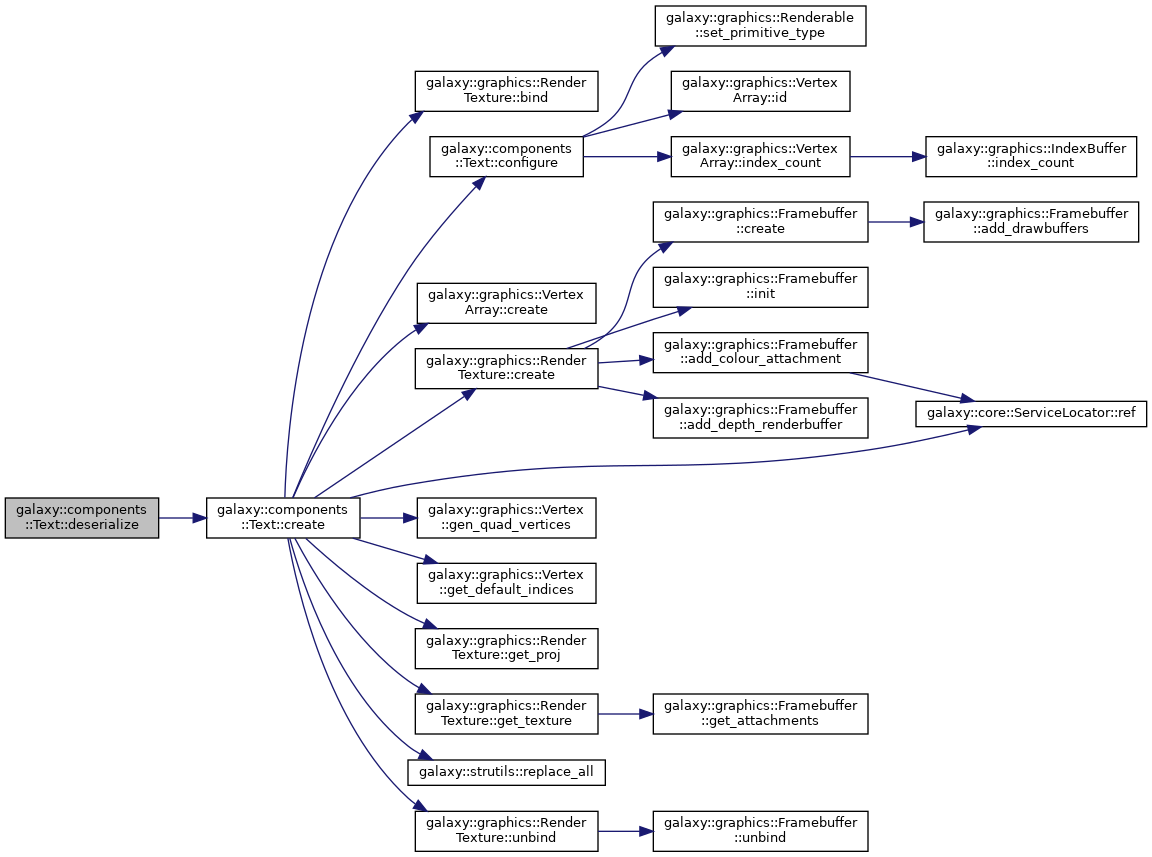 galaxy::graphics::Renderable
::set_primitive_type
galaxy::graphics::Render
Texture::bind
galaxy::graphics::Vertex
Array::id
galaxy::components
::Text::configure
galaxy::graphics::Vertex
Array::index_count
galaxy::graphics::IndexBuffer
::index_count
galaxy::graphics::Framebuffer
::create
galaxy::graphics::Framebuffer
::add_drawbuffers
galaxy::graphics::Framebuffer
::init
galaxy::graphics::Vertex
Array::create
galaxy::graphics::Render
Texture::create
galaxy::graphics::Framebuffer
::add_colour_attachment
galaxy::graphics::Framebuffer
::add_depth_renderbuffer
galaxy::core::ServiceLocator::ref
galaxy::components
::Text::deserialize
galaxy::components
::Text::create
galaxy::graphics::Vertex
::gen_quad_vertices
galaxy::graphics::Vertex
::get_default_indices
galaxy::graphics::Render
Texture::get_proj
galaxy::graphics::Render
Texture::get_texture
galaxy::graphics::Framebuffer
::get_attachments
galaxy::strutils::replace_all
galaxy::graphics::Render
Texture::unbind
galaxy::graphics::Framebuffer
::unbind